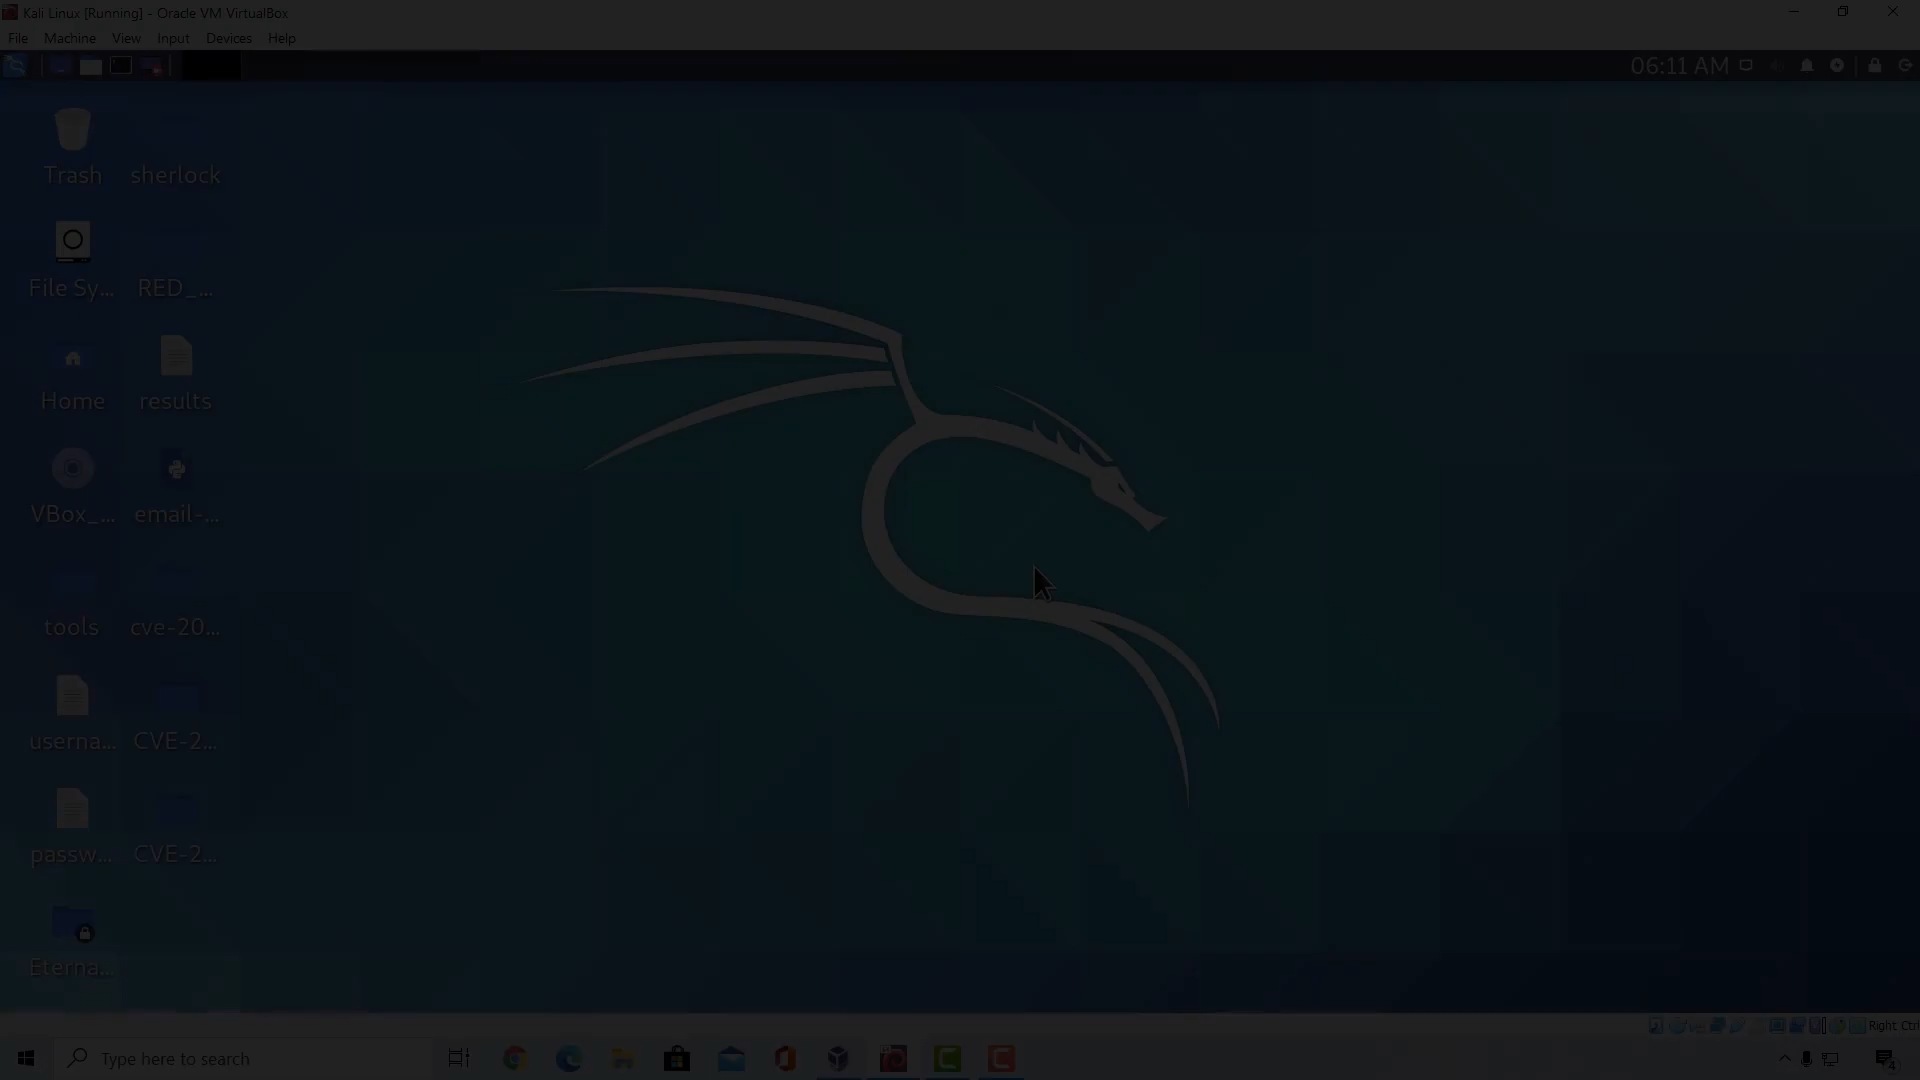 Kali Linux [Running] - Oracle VM VirtualBox
File Machine View Input Devices Help
06:11 AM
Trash sherlock
File Sy... RED_...
Home results
VBox_... email-...
tools cve-20...
userna... CVE-2...
passw... CVE-2...
Eterna...
Right Ctrl
Type here to search
4